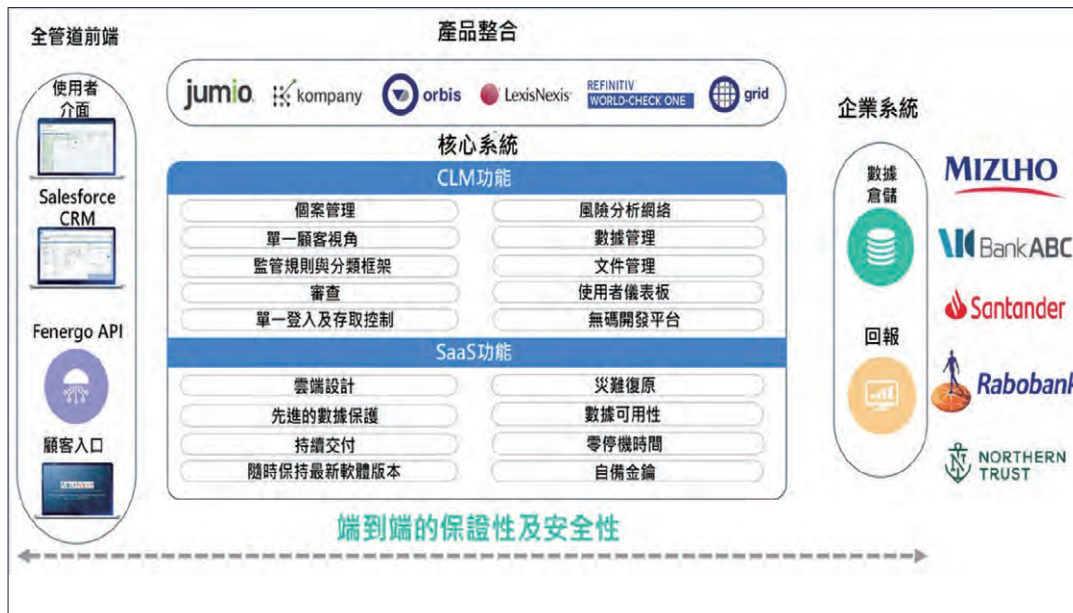 全管道前端
使用者
介面
Salesforce
CRM
Fenergo API
顧客入口
產品整合
jumio.
kompany
orbis
LexisNexis
REFINITIV
WORLD-CHECK ONE
grid
核心系統
CLM功能
個案管理
風險分析網絡
單一顧客視角
數據管理
監管規則與分類框架
文件管理
審查
使用者儀表板
單一登入及存取控制
無碼開發平台
SaaS功能
雲端設計
災難復原
先進的數據保護
數據可用性
持續交付
零停機時間
隨時保持最新軟體版本
自備金鑰
企業系統
數據
倉儲
回報
MIZUHO
Bank ABC
Santander
Rabobank
NORTHERN
TRUST
端到端的保證性及安全性